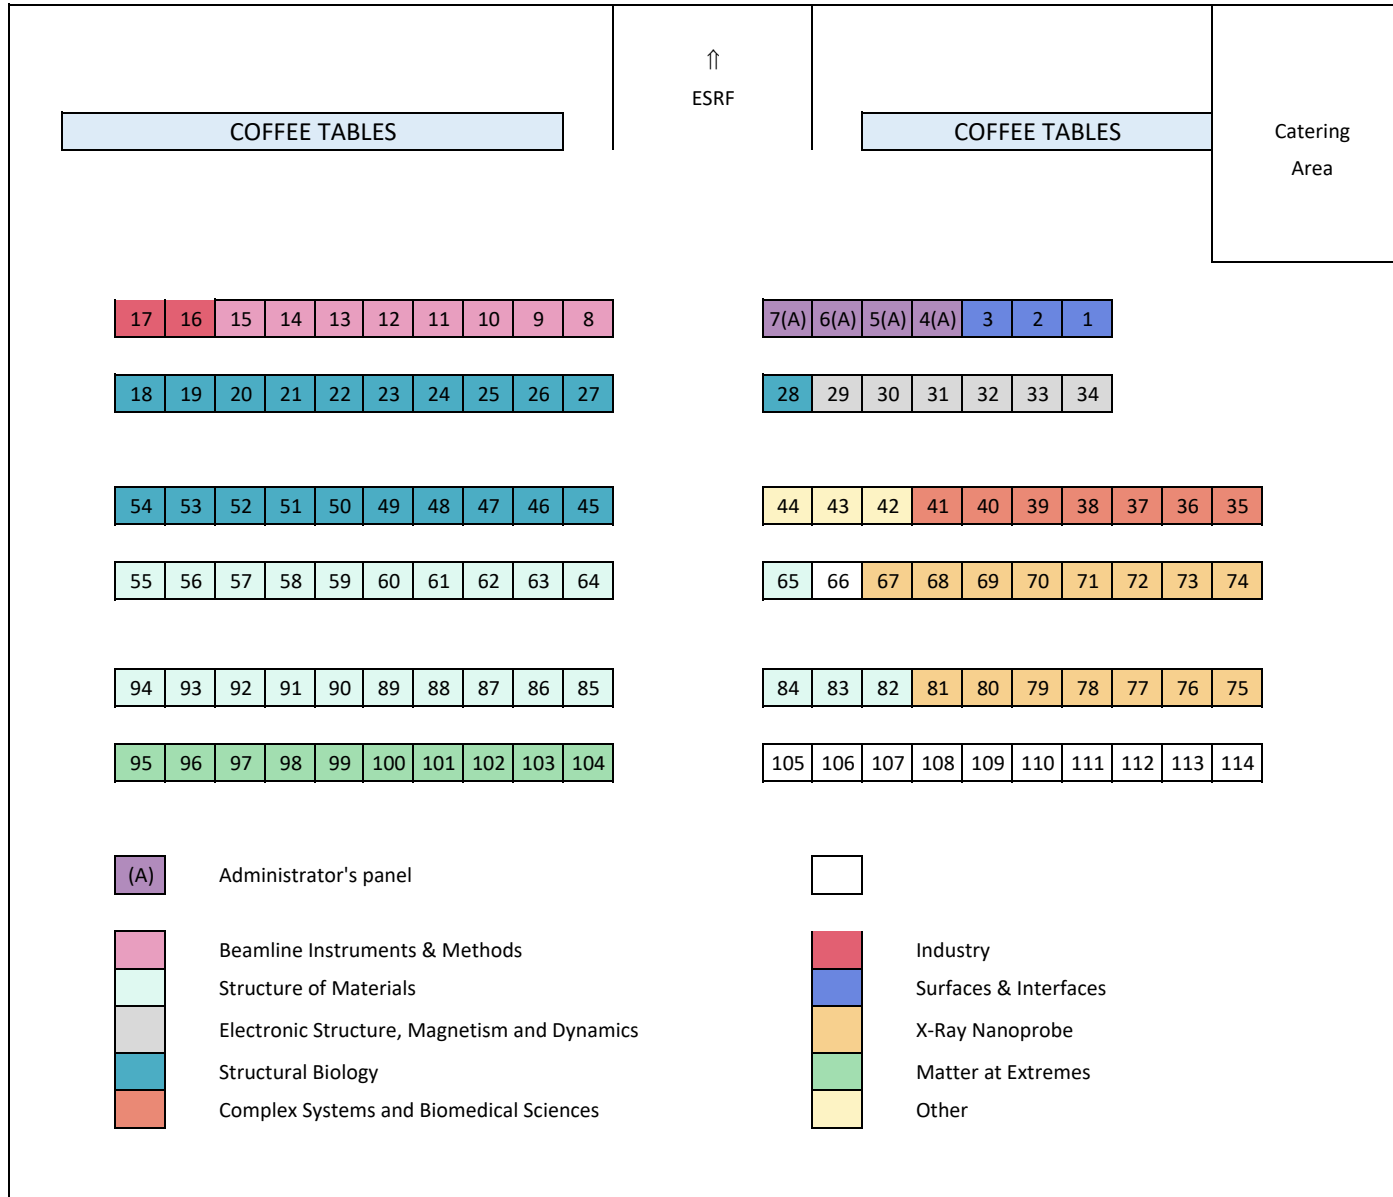 ⇑
ESRF
COFFEE TABLES COFFEE TABLES Catering
Area
17 16 15 14 13 12 11 10 9 8 7(A) 6(A) 5(A) 4(A) 3 2 1
18 19 20 21 22 23 24 25 26 27 28 29 30 31 32 33 34
54 53 52 51 50 49 48 47 46 45 44 43 42 41 40 39 38 37 36 35
55 56 57 58 59 60 61 62 63 64 65 66 67 68 69 70 71 72 73 74
94 93 92 91 90 89 88 87 86 85 84 83 82 81 80 79 78 77 76 75
95 96 97 98 99 100 101 102 103 104 105 106 107 108 109 110 111 112 113 114
(A) Administrator's panel
Beamline Instruments & Methods Industry
Structure of Materials Surfaces & Interfaces
Electronic Structure, Magnetism and Dynamics X-Ray Nanoprobe
Structural Biology Matter at Extremes
Complex Systems and Biomedical Sciences Other